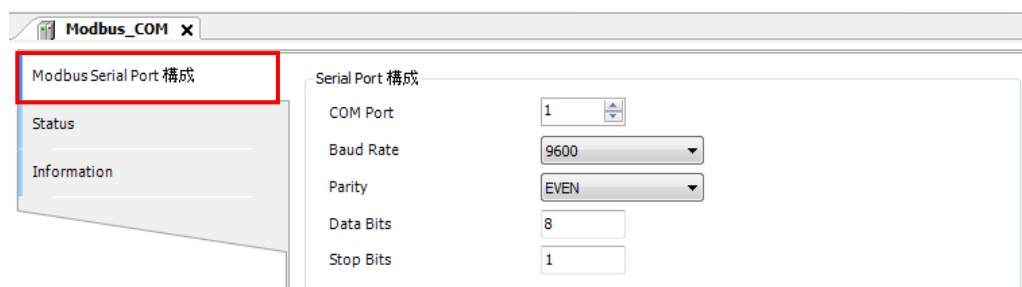 Modbus_COM x
Modbus Serial Port 構成
Status
Information
Serial Port 構成
COM Port 1
Baud Rate 9600
Parity EVEN
Data Bits 8
Stop Bits 1